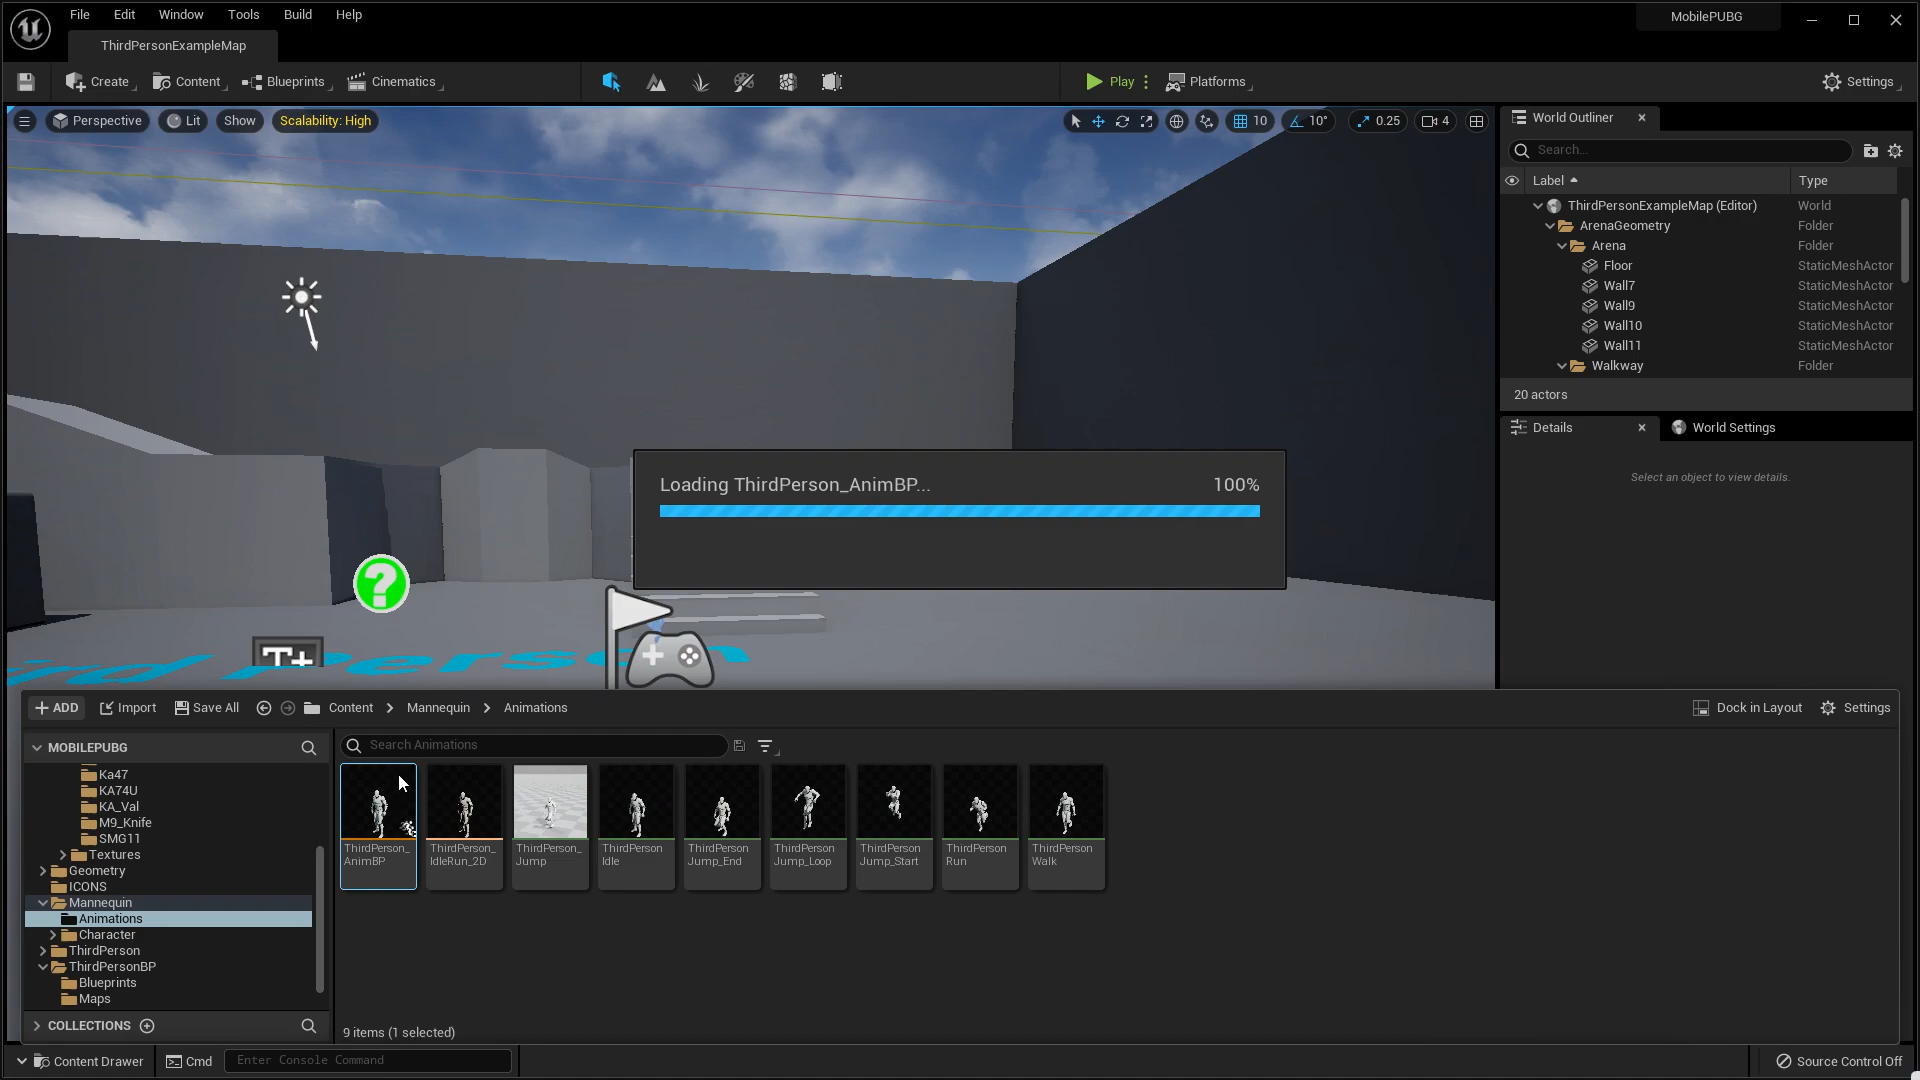 File Edit Window Tools Build Help
MobilePUBG
ThirdPersonExampleMap
Create Content Blueprints Cinematics Play Platforms Settings
Perspective Lit Show Scalability: High 10 10° 0.25 4
World Outliner
Search...
Label Type
ThirdPersonExampleMap (Editor) World
ArenaGeometry Folder
Arena Folder
Floor StaticMeshActor
Wall7 StaticMeshActor
Wall9 StaticMeshActor
Wall10 StaticMeshActor
Wall11 StaticMeshActor
Walkway Folder
20 actors
Details World Settings
Select an object to view details.
Loading ThirdPerson_AnimBP... 100%
T+
ADD Import Save All Content Mannequin Animations Dock in Layout Settings
MOBILEPUBG
Search Animations
Ka47
KA74U
KA_Val
M9_Knife
SMG11
Textures
Geometry
ICONS
Mannequin
Animations
Character
ThirdPerson
ThirdPersonBP
Blueprints
Maps
COLLECTIONS
ThirdPerson_
AnimBP
ThirdPerson_
IdleRun_2D
ThirdPerson_
Jump
ThirdPerson
Idle
ThirdPerson
Jump_End
ThirdPerson
Jump_Loop
ThirdPerson
Jump_Start
ThirdPerson
Run
ThirdPerson
Walk
9 items (1 selected)
Content Drawer Cmd Enter Console Command Source Control Off